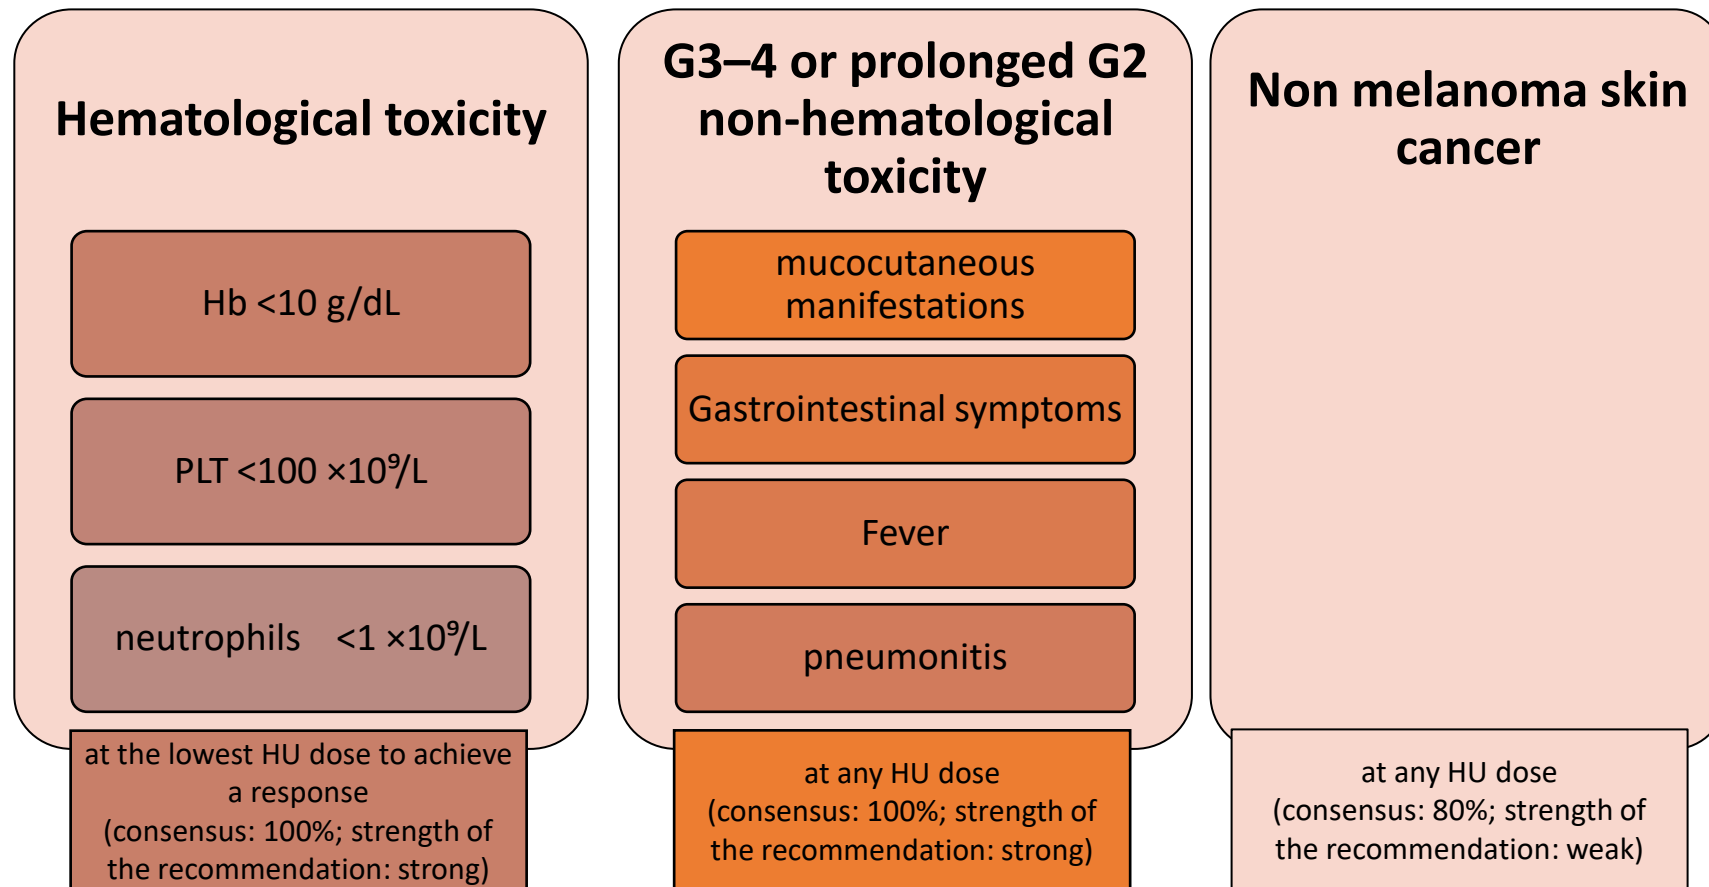 Hematological toxicity
Hb <10 g/dL
PLT <100 ×10⁹/L
neutrophils <1 ×10⁹/L
at the lowest HU dose to achieve
a response
(consensus: 100%; strength of
the recommendation: strong)
G3–4 or prolonged G2
non-hematological
toxicity
mucocutaneous
manifestations
Gastrointestinal symptoms
Fever
pneumonitis
at any HU dose
(consensus: 100%; strength of
the recommendation: strong)
Non melanoma skin
cancer
at any HU dose
(consensus: 80%; strength of
the recommendation: weak)